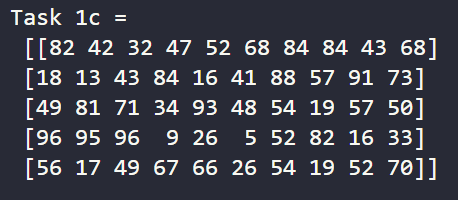 Task 1c =
[[82 42 32 47 52 68 84 84 43 68]
[18 13 43 84 16 41 88 57 91 73]
[49 81 71 34 93 48 54 19 57 50]
[96 95 96  9 26  5 52 82 16 33]
[56 17 49 67 66 26 54 19 52 70]]